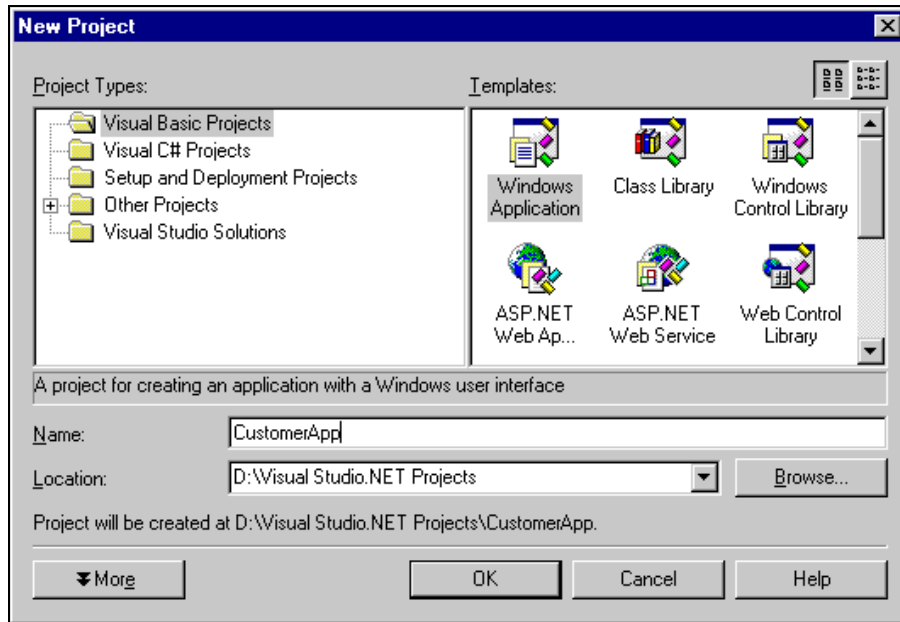 New Project
Project Types:
Templates:
Visual Basic Projects
Visual C# Projects
Setup and Deployment Projects
Other Projects
Visual Studio Solutions
Windows
Application
Class Library
Windows
Control Library
ASP.NET
Web Ap...
ASP.NET
Web Service
Web Control
Library
A project for creating an application with a Windows user interface
Name:
CustomerApp
Location:
D:\Visual Studio.NET Projects
Browse...
Project will be created at D:\Visual Studio.NET Projects\CustomerApp.
More
OK
Cancel
Help